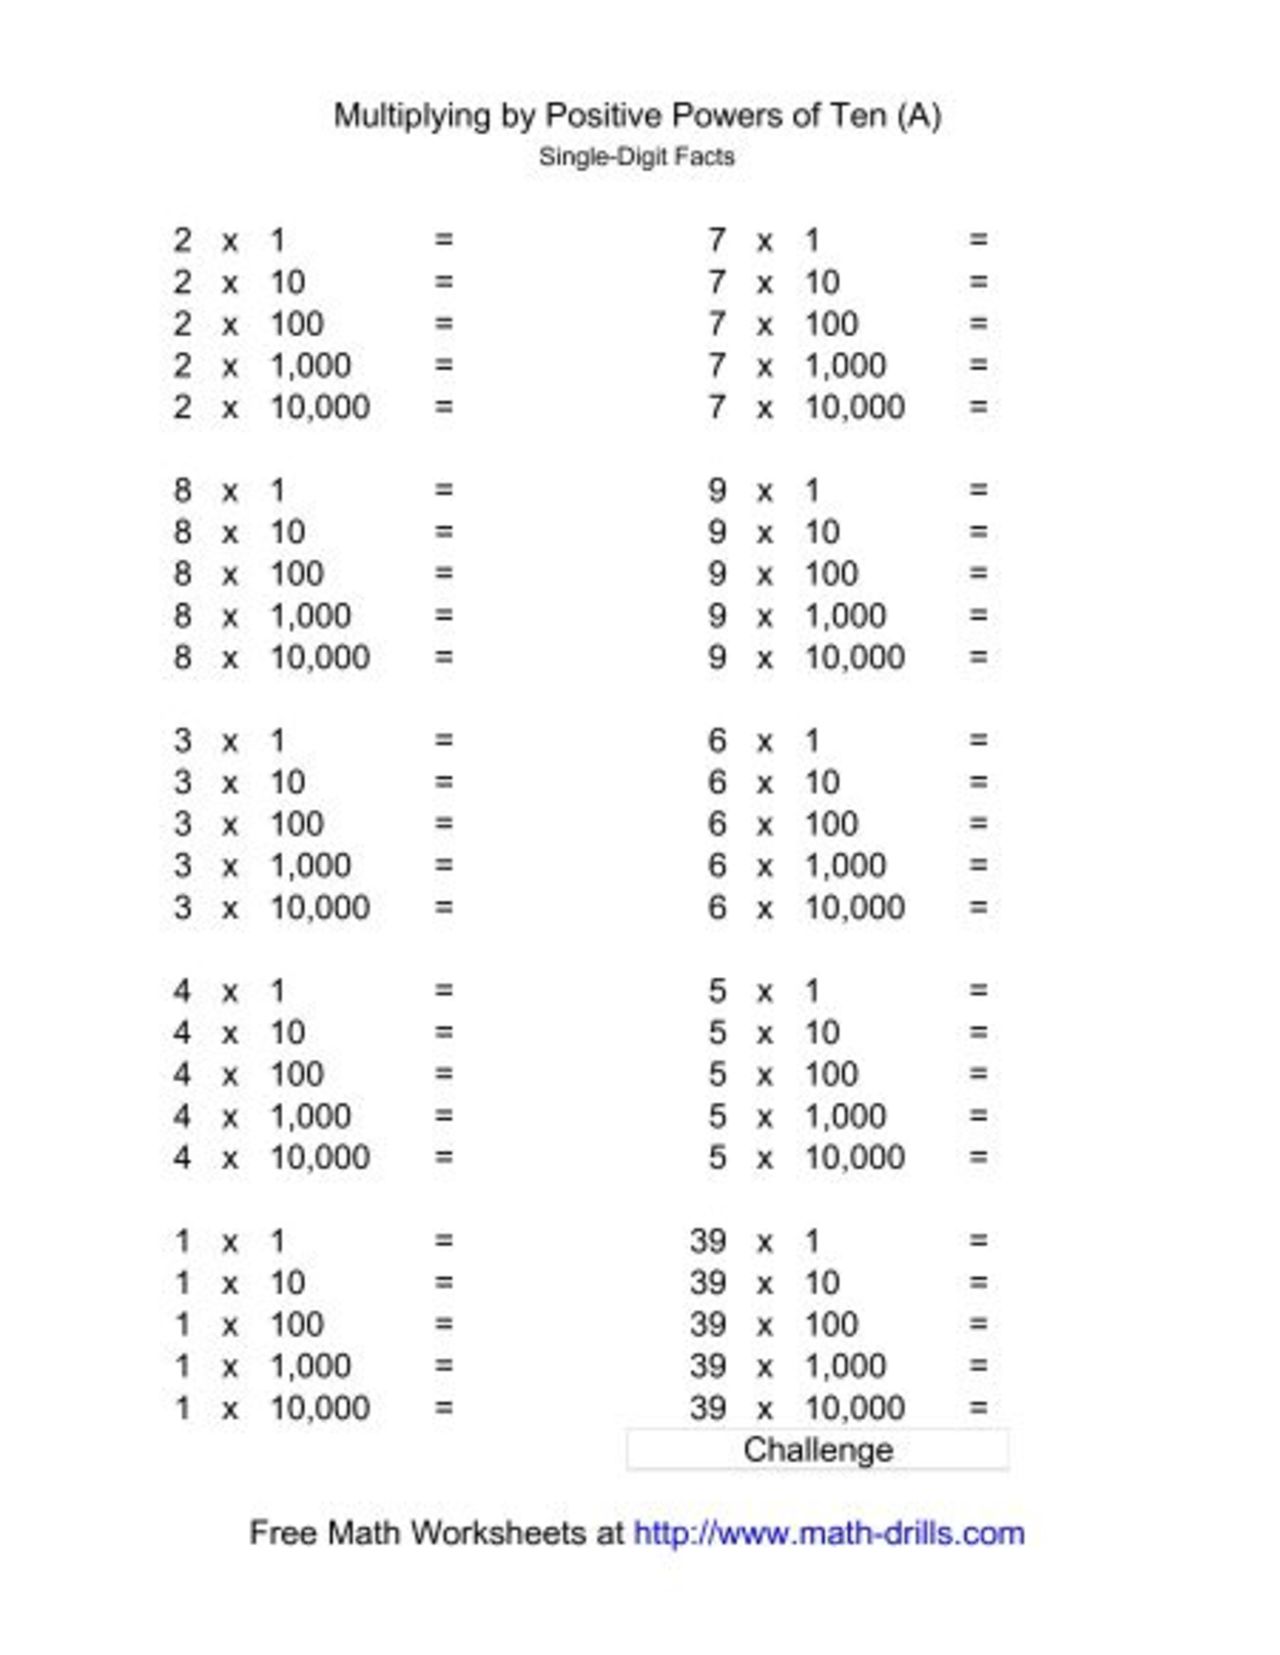 Multiplying by Positive Powers of Ten (A)
Single-Digit Facts
2 x 1 = 7 x 1 =
2 x 10 = 7 x 10 =
2 x 100 = 7 x 100 =
2 x 1,000 = 7 x 1,000 =
2 x 10,000 = 7 x 10,000 =
8 x 1 = 9 x 1 =
8 x 10 = 9 x 10 =
8 x 100 = 9 x 100 =
8 x 1,000 = 9 x 1,000 =
8 x 10,000 = 9 x 10,000 =
3 x 1 = 6 x 1 =
3 x 10 = 6 x 10 =
3 x 100 = 6 x 100 =
3 x 1,000 = 6 x 1,000 =
3 x 10,000 = 6 x 10,000 =
4 x 1 = 5 x 1 =
4 x 10 = 5 x 10 =
4 x 100 = 5 x 100 =
4 x 1,000 = 5 x 1,000 =
4 x 10,000 = 5 x 10,000 =
1 x 1 = 39 x 1 =
1 x 10 = 39 x 10 =
1 x 100 = 39 x 100 =
1 x 1,000 = 39 x 1,000 =
1 x 10,000 = 39 x 10,000 =
Challenge
Free Math Worksheets at http://www.math-drills.com